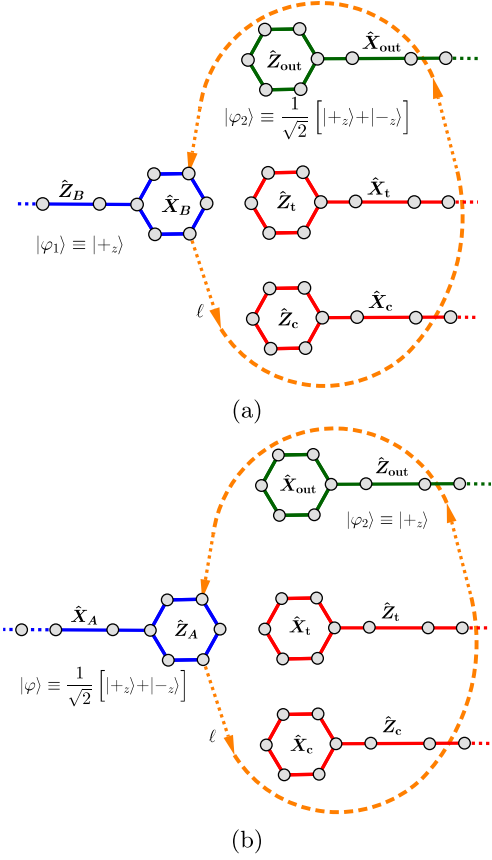 Ẑ_out X̂_out
|φ₂⟩ ≡ 1/√2 [|+_z⟩+|−_z⟩]
Ẑ_B X̂_B Ẑ_t X̂_t
|φ₁⟩ ≡ |+_z⟩
ℓ Ẑ_c X̂_c
(a)
X̂_out Ẑ_out
|φ₂⟩ ≡ |+_z⟩
X̂_A Ẑ_A X̂_t Ẑ_t
|φ⟩ ≡ 1/√2 [|+_z⟩+|−_z⟩]
ℓ X̂_c Ẑ_c
(b)